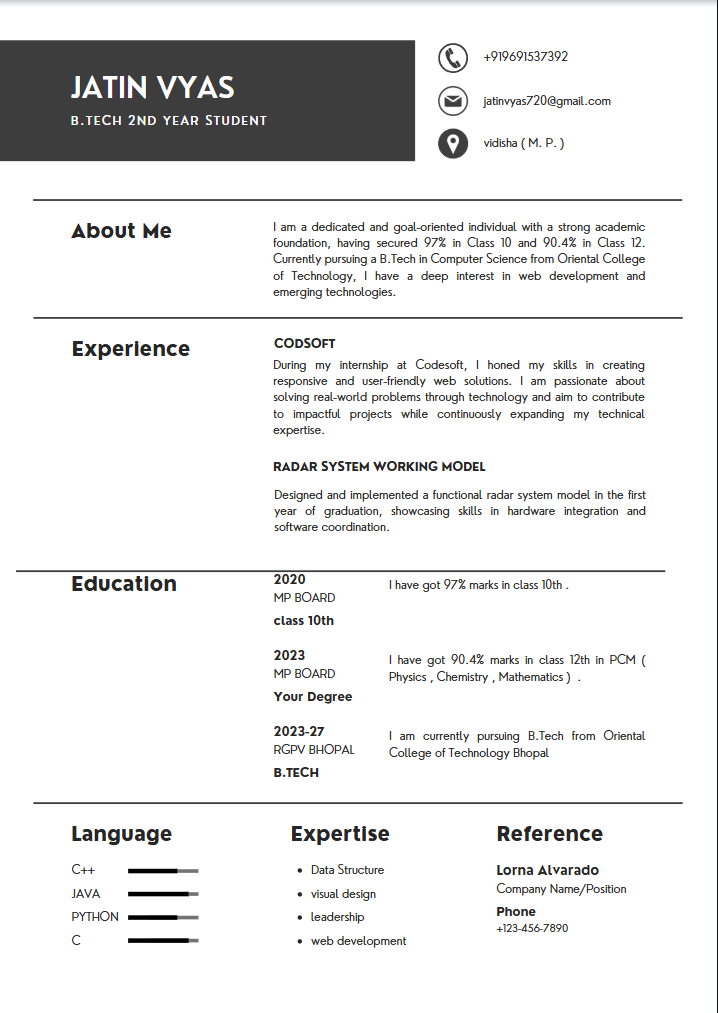 JATIN VYAS
B.TECH 2ND YEAR STUDENT
+919691537392
jatinvyas720@gmail.com
vidisha ( M. P. )
About Me
I am a dedicated and goal-oriented individual with a strong academic
foundation, having secured 97% in Class 10 and 90.4% in Class 12.
Currently pursuing a B.Tech in Computer Science from Oriental College
of Technology, I have a deep interest in web development and
emerging technologies.
Experience
CODSOFT
During my internship at Codesoft, I honed my skills in creating
responsive and user-friendly web solutions. I am passionate about
solving real-world problems through technology and aim to contribute
to impactful projects while continuously expanding my technical
expertise.
RADAR SYSTEM WORKING MODEL
Designed and implemented a functional radar system model in the first
year of graduation, showcasing skills in hardware integration and
software coordination.
Education
2020
MP BOARD
class 10th
I have got 97% marks in class 10th .
2023
MP BOARD
Your Degree
I have got 90.4% marks in class 12th in PCM (
Physics , Chemistry , Mathematics ) .
2023-27
RGPV BHOPAL
B.TECH
I am currently pursuing B.Tech from Oriental
College of Technology Bhopal
Language
C++
JAVA
PYTHON
C
Expertise
• Data Structure
• visual design
• leadership
• web development
Reference
Lorna Alvarado
Company Name/Position
Phone
+123-456-7890